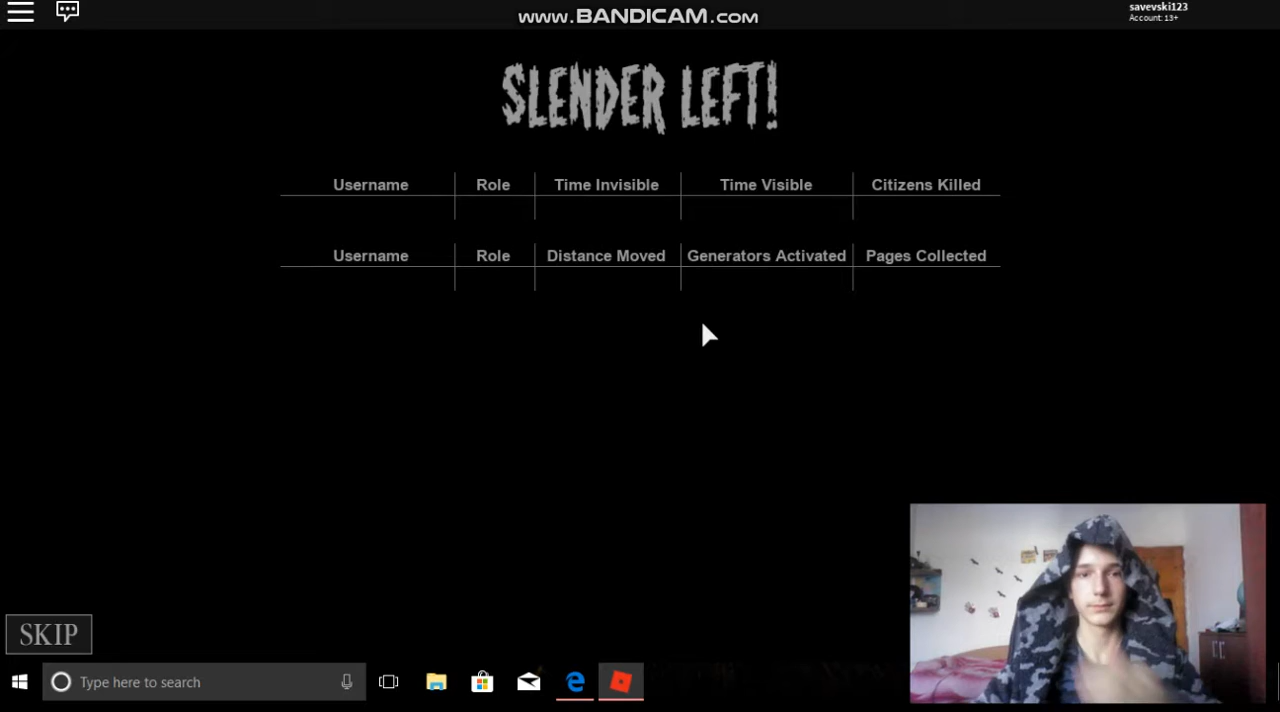 www.BANDICAM.com
savevski123
Account: 13+
SLENDER LEFT!
Username Role Time Invisible Time Visible Citizens Killed
Username Role Distance Moved Generators Activated Pages Collected
SKIP
Type here to search